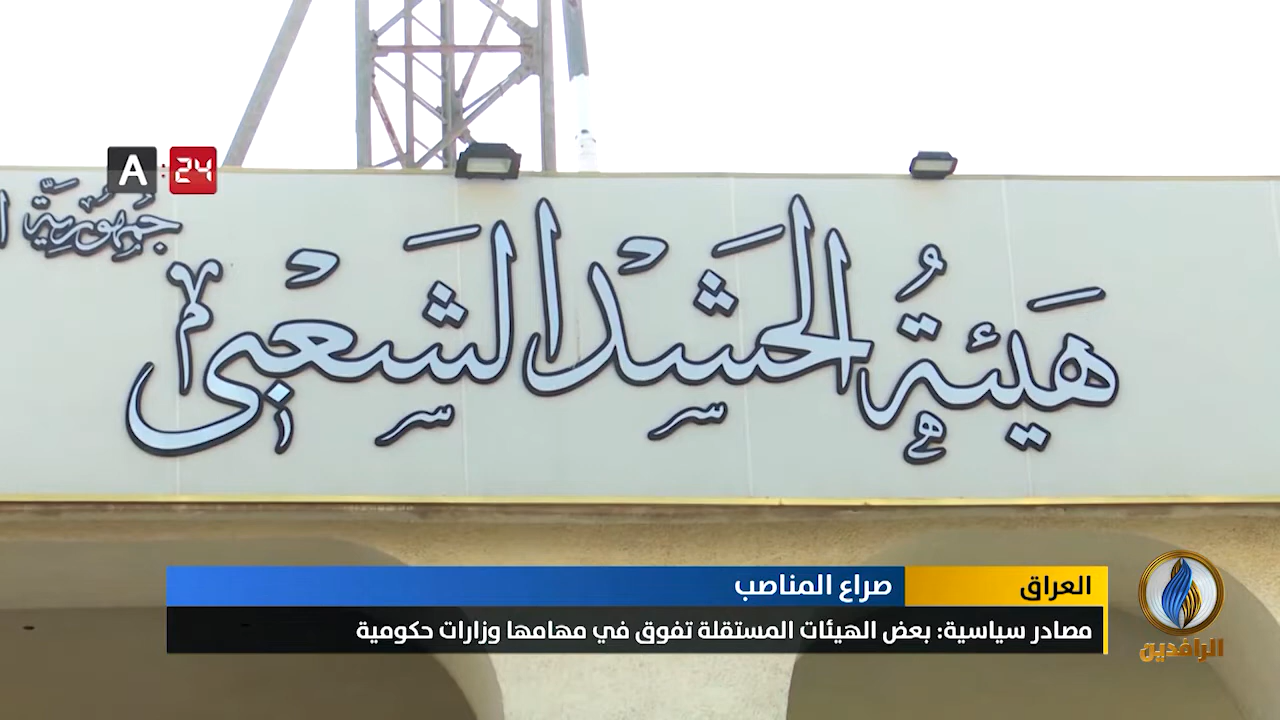 A:24
جمهورية
هيئة الحشد الشعبي
العراق
صراع المناصب
مصادر سياسية: بعض الهيئات المستقلة تفوق في مهامها وزارات حكومية
الرافدين